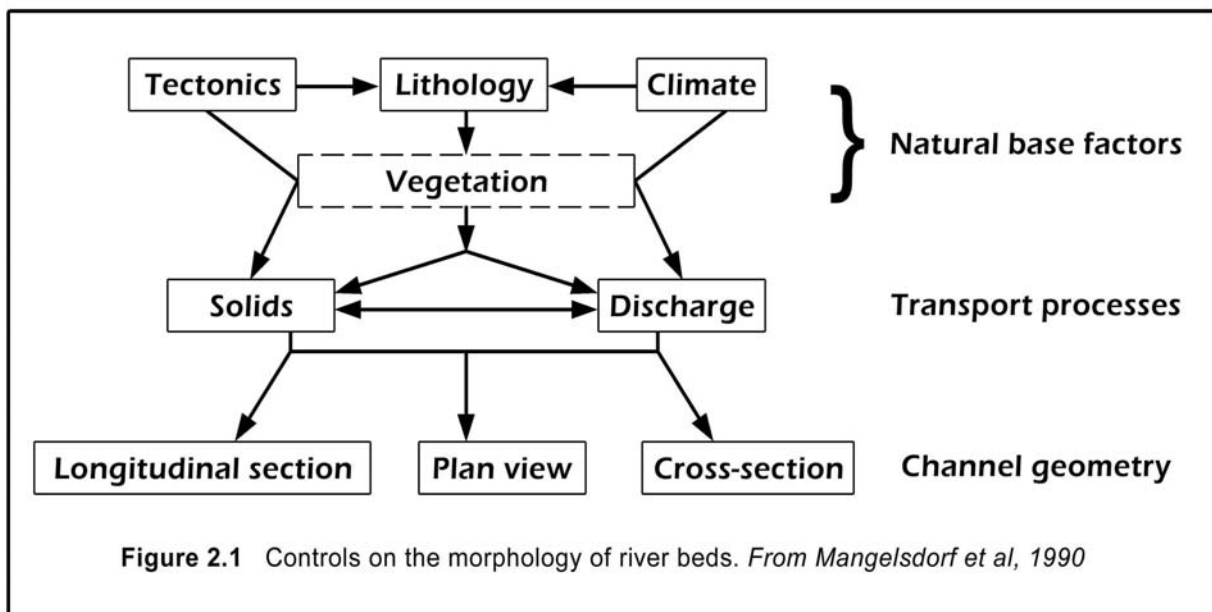 Tectonics
Lithology
Climate
Natural base factors
Vegetation
Solids
Discharge
Transport processes
Longitudinal section
Plan view
Cross-section
Channel geometry
Figure 2.1 Controls on the morphology of river beds. From Mangelsdorf et al, 1990